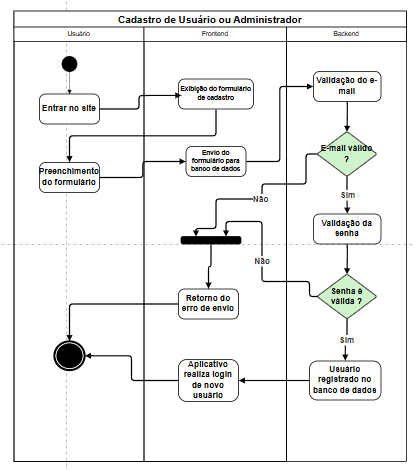 Cadastro de Usuário ou Administrador
Usuário
Frontend
Backend
Entrar no site
Exibição do formulário
de cadastro
Validação do e-
mail
E-mail válido
?
Preenchimento
do formulário
Envio do
formulário para
banco de dados
Não
Sim
Validação da
senha
Não
Senha é
válida ?
Retorno do
erro de envio
Sim
Aplicativo
realiza login
de novo
usuário
Usuário
registrado no
banco de dados